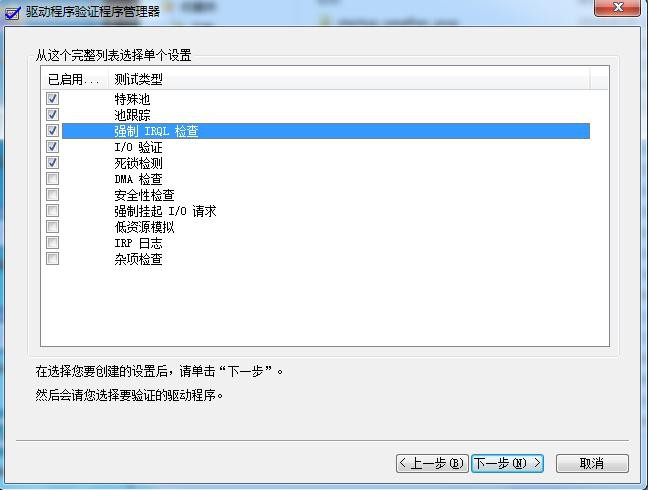 驱动程序验证程序管理器
从这个完整列表选择单个设置
已启用... 测试类型
特殊池
池跟踪
强制 IRQL 检查
I/O 验证
死锁检测
DMA 检查
安全性检查
强制挂起 I/O 请求
低资源模拟
IRP 日志
杂项检查
在选择您要创建的设置后，请单击“下一步”。
然后会请您选择要验证的驱动程序。
< 上一步(B) 下一步(N) > 取消